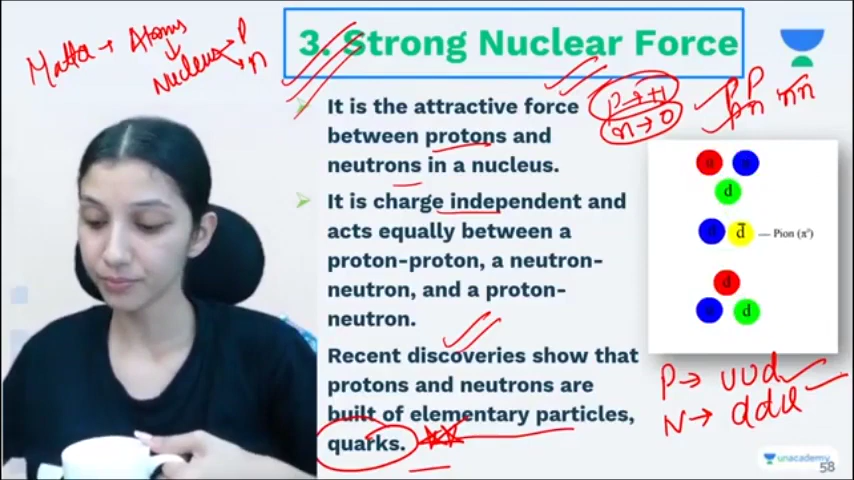 3. Strong Nuclear Force
Matta → Atoms
↓
Nucleus
P
n
It is the attractive force
between protons and
neutrons in a nucleus.
P → +1
n → 0
PP
pn nn
It is charge independent and
acts equally between a
proton-proton, a neutron-
neutron, and a proton-
neutron.
d
d̄ — Pion (π⁰)
d
Recent discoveries show that
protons and neutrons are
built of elementary particles,
quarks.
P → UUd
N → ddu
unacademy
58